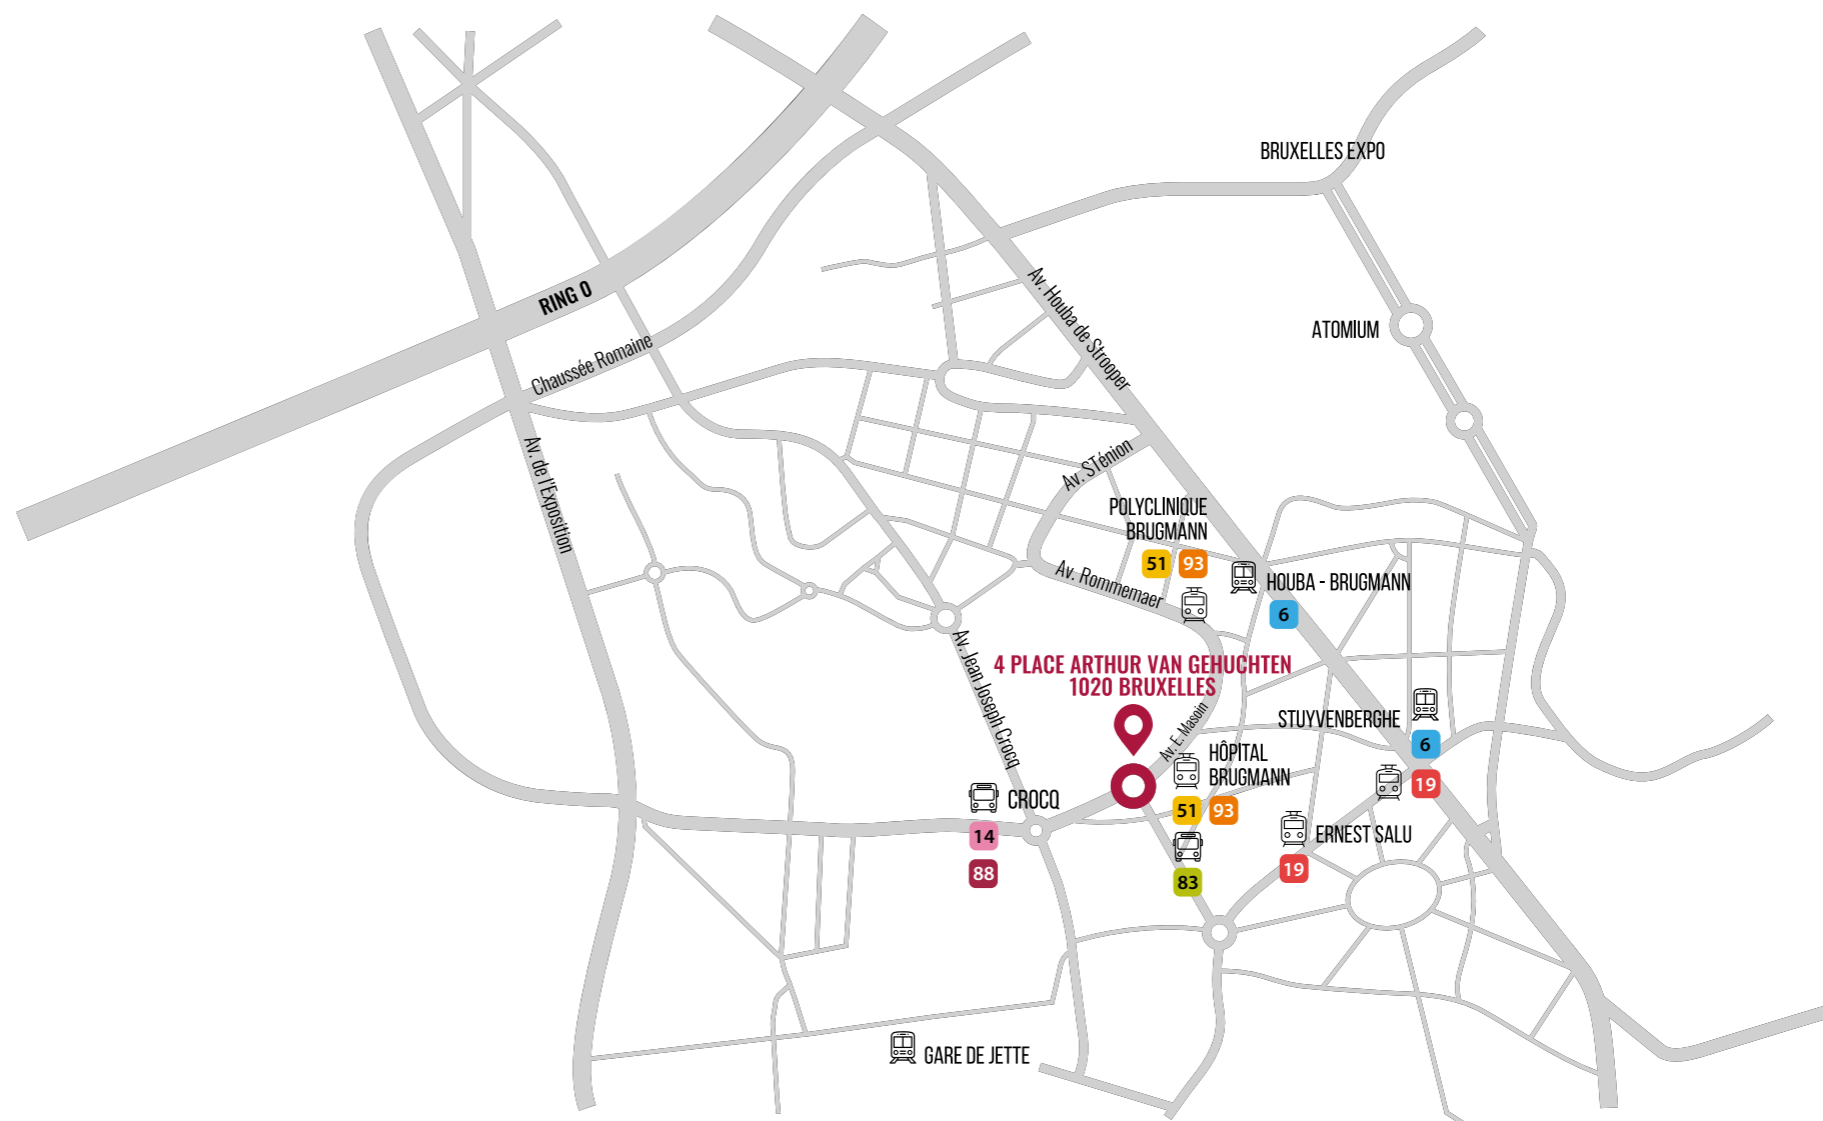 BRUXELLES EXPO
RING 0
Av. Houba de Strooper
ATOMIUM
Chaussée Romaine
Av. de l'Exposition
Av. STénion
POLYCLINIQUE
BRUGMANN
51 93
Av. Rommemaer
HOUBA - BRUGMANN
6
Av. Jean Joseph Crocq
4 PLACE ARTHUR VAN GEHUCHTEN
1020 BRUXELLES
Av. E. Masoin
STUYVENBERGHE
6
19
HÔPITAL
BRUGMANN
51 93
83
CROCQ
14
88
ERNEST SALU
19
GARE DE JETTE